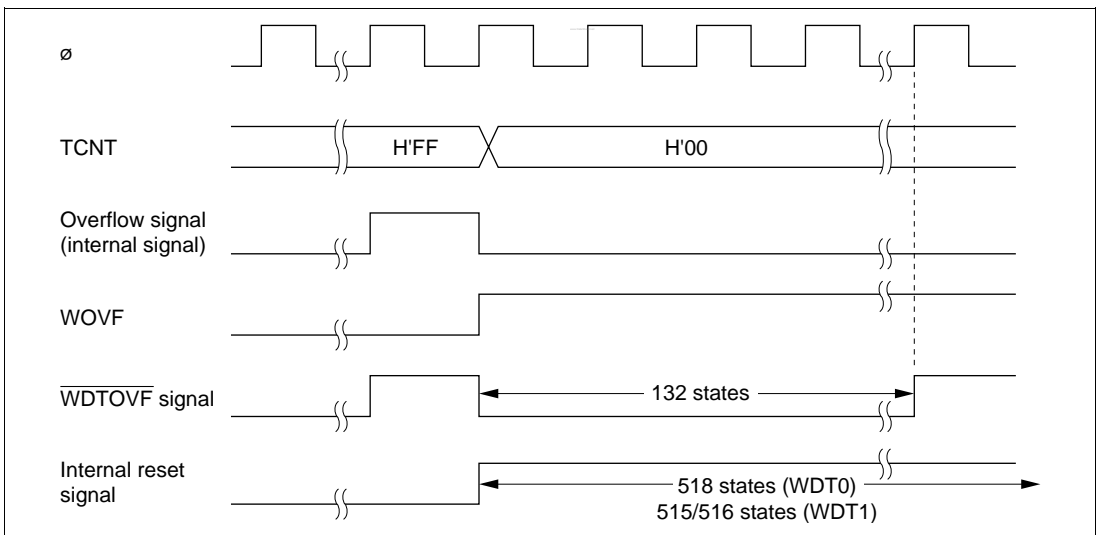 ø
TCNT
H'FF
H'00
Overflow signal
(internal signal)
WOVF
WDTOVF signal
132 states
Internal reset
signal
518 states (WDT0)
515/516 states (WDT1)